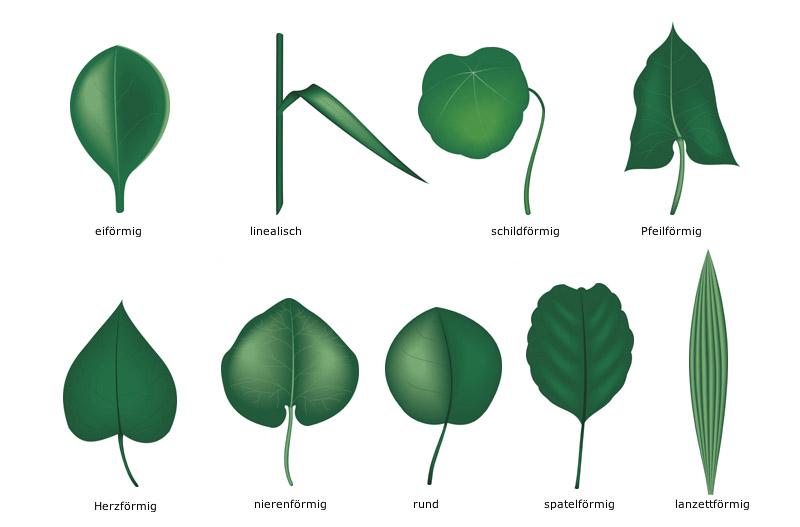 eiförmig
linealisch
schildförmig
Pfeilförmig
Herzförmig
nierenförmig
rund
spatelförmig
lanzettförmig